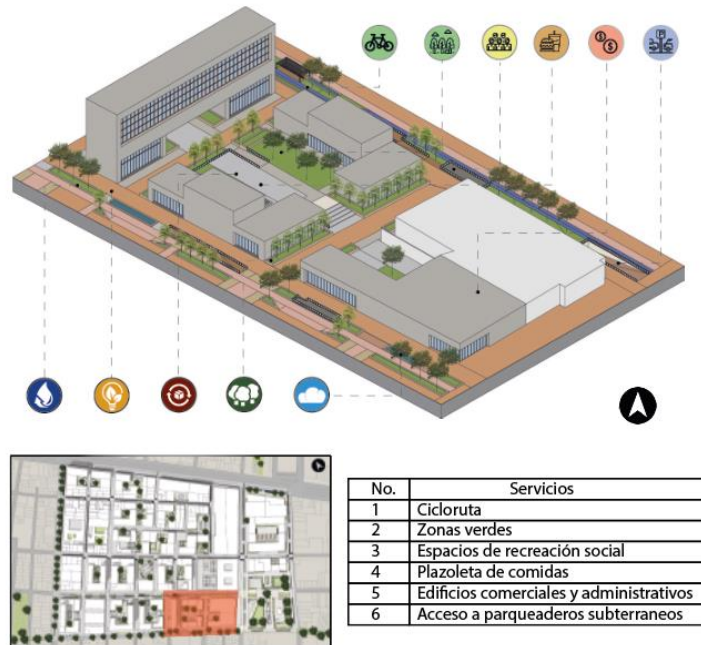 $
$
P
No. Servicios
1 Cicloruta
2 Zonas verdes
3 Espacios de recreación social
4 Plazoleta de comidas
5 Edificios comerciales y administrativos
6 Acceso a parqueaderos subterraneos